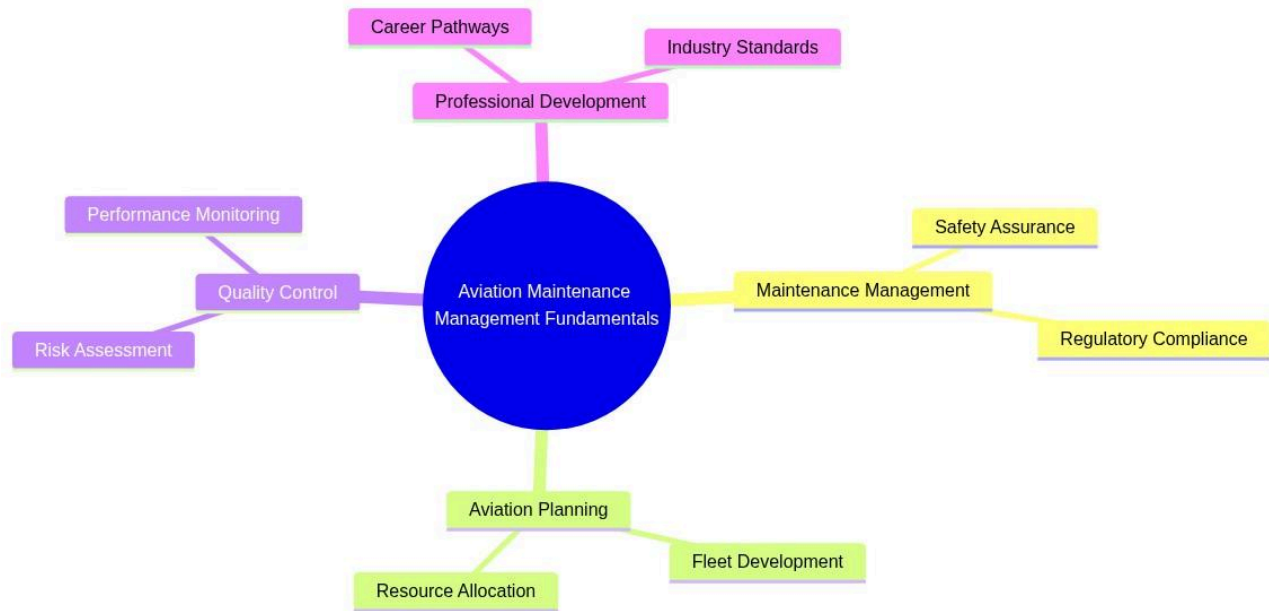 Career Pathways
Industry Standards
Professional Development
Performance Monitoring
Safety Assurance
Quality Control
Aviation Maintenance
Management Fundamentals
Maintenance Management
Risk Assessment
Regulatory Compliance
Aviation Planning
Fleet Development
Resource Allocation